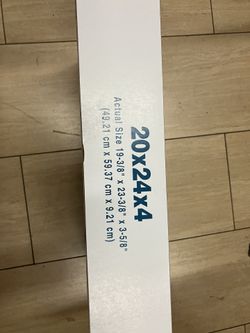 20x24x4
Actual Size 19-3/8" x 23-3/8" x 3-5/8"
(49.21 cm x 59.37 cm x 9.21 cm)